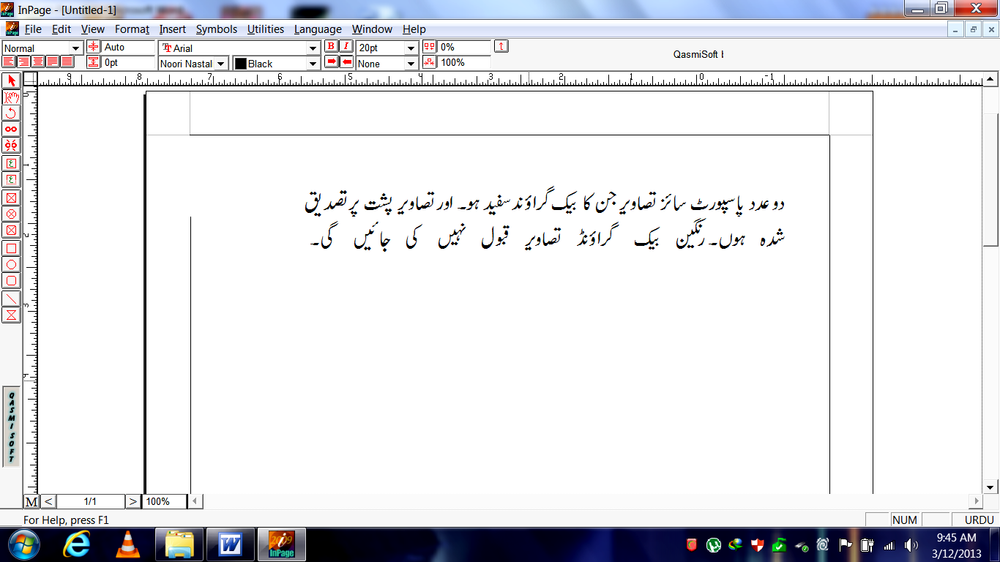 InPage - [Untitled-1]
File Edit View Format Insert Symbols Utilities Language Window Help
Normal Auto Arial B I 20pt 0%
QasmiSoft
0pt Noori Nastal Black None 100%
9 8 7 6 5 4 3 2 1 0 -1
دو عدد پاسپورٹ سائز تصاویر جن کا بیک گراؤند سفید ہو۔ اور تصاویر پشت پر تصدیق
شدہ ہوں۔ رنگین بیک گراؤنڈ تصاویر قبول نہیں کی جائیں گی۔
QASMISOFT
M < 1/1 > 100%
For Help, press F1 NUM URDU
2009 InPage
9:45 AM
3/12/2013